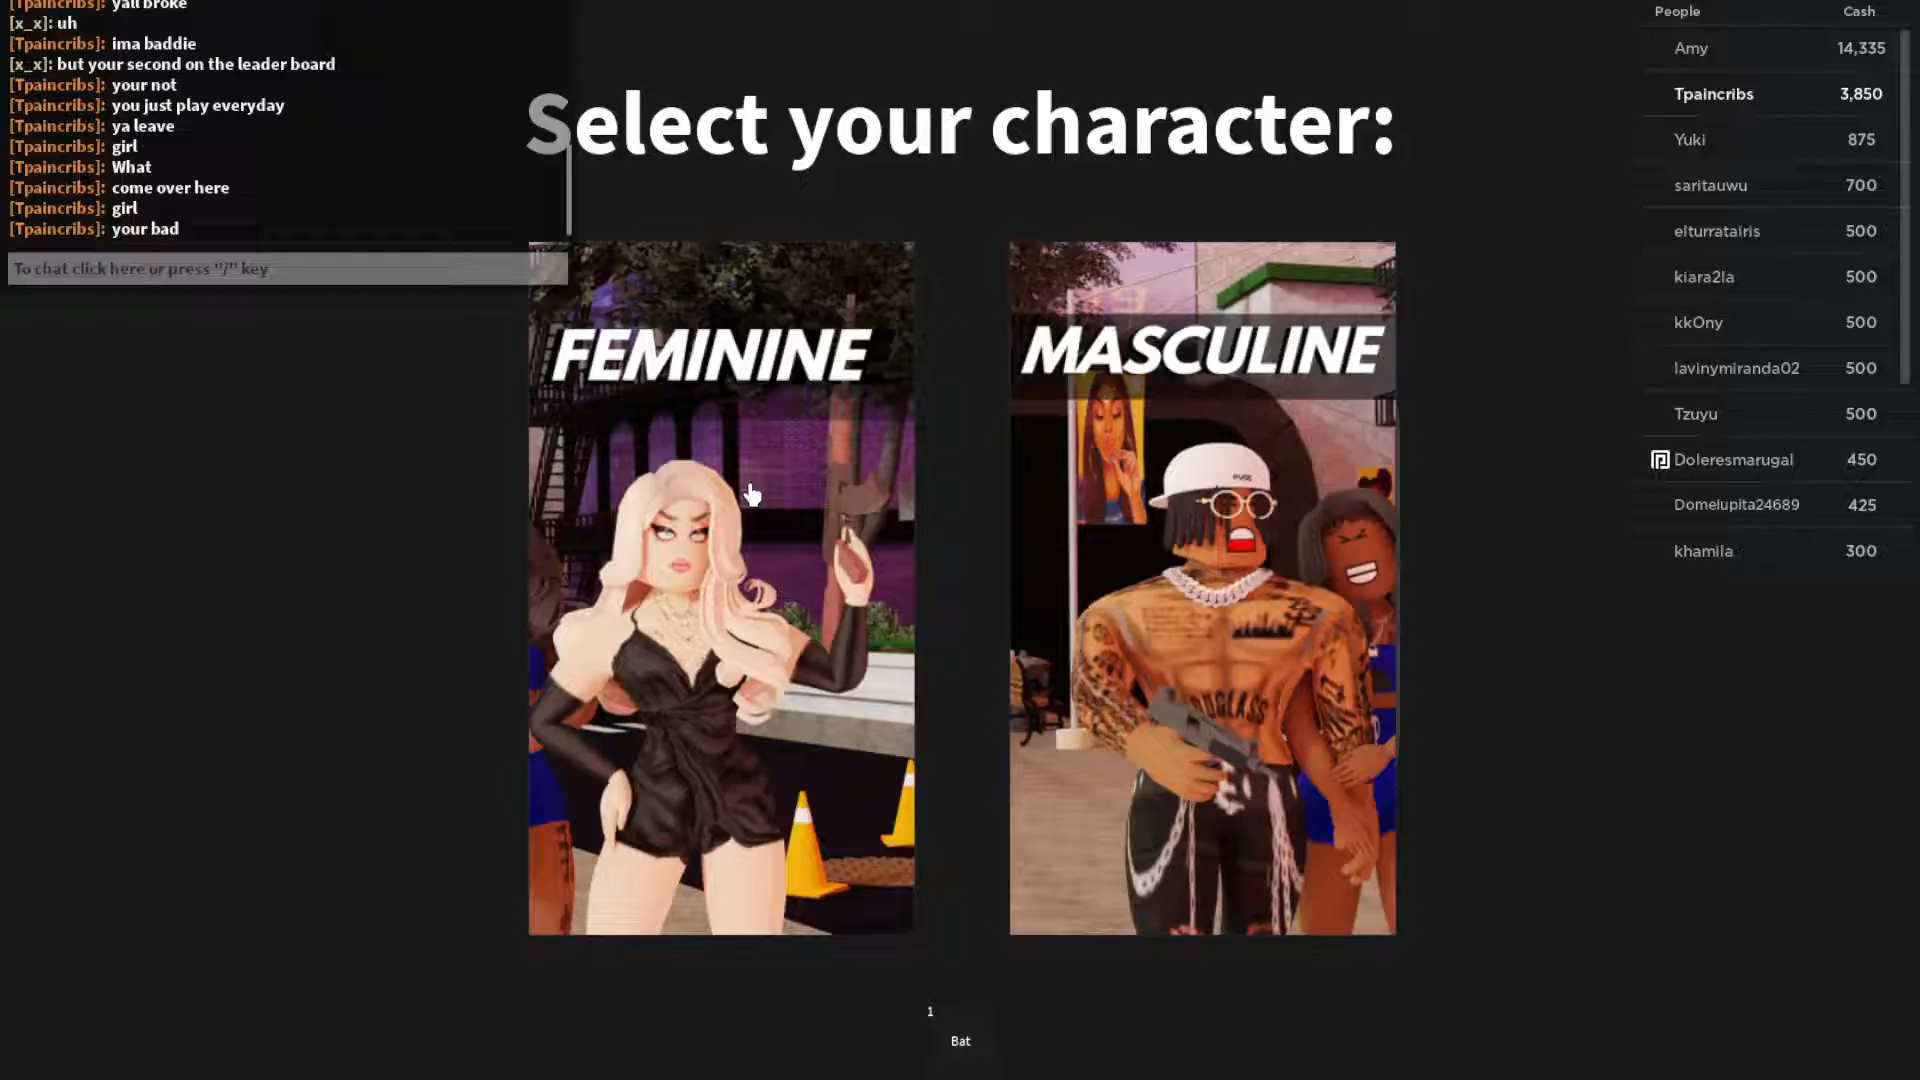 [Tpaincribs]: yall broke
[x_x]: uh
[Tpaincribs]: ima baddie
[x_x]: but your second on the leader board
[Tpaincribs]: your not
[Tpaincribs]: you just play everyday
[Tpaincribs]: ya leave
[Tpaincribs]: girl
[Tpaincribs]: What
[Tpaincribs]: come over here
[Tpaincribs]: girl
[Tpaincribs]: your bad
To chat click here or press "/" key
Select your character:
FEMININE
MASCULINE
DOUGLASS
1
Bat
People Cash
Amy 14,335
Tpaincribs 3,850
Yuki 875
saritauwu 700
elturratairis 500
kiara2la 500
kkOny 500
lavinymiranda02 500
Tzuyu 500
Doleresmarugal 450
Domelupita24689 425
khamila 300